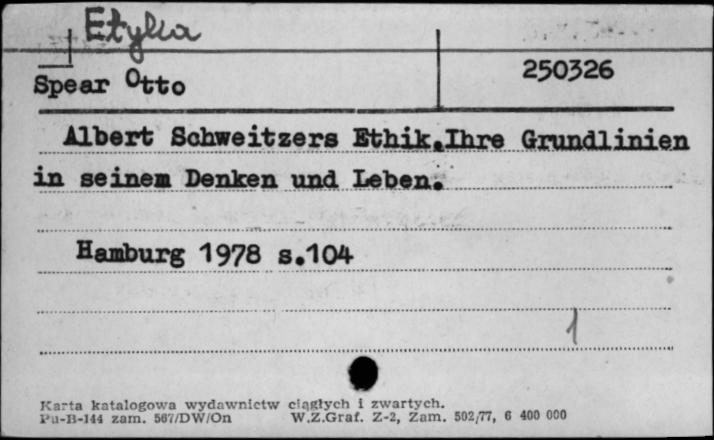 Etyka
250326
Spear Otto
Albert Schweitzers Ethik.Ihre Grundlinien
in seinem Denken und Leben.
Hamburg 1978 s.104
1
Karta katalogowa wydawnictw ciągłych i zwartych.
Pu-B-144 zam. 567/DW/On W.Z.Graf. Z-2, Zam. 502/77, 6 400 000